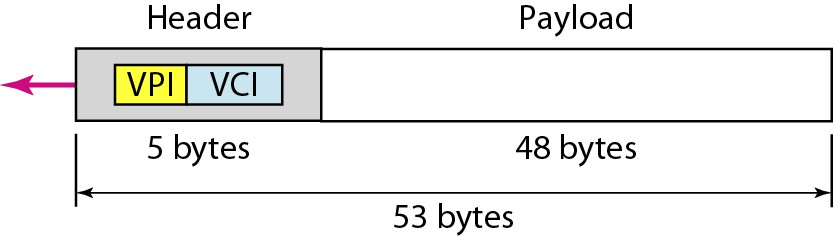 Header Payload
VPI VCI
5 bytes 48 bytes
53 bytes